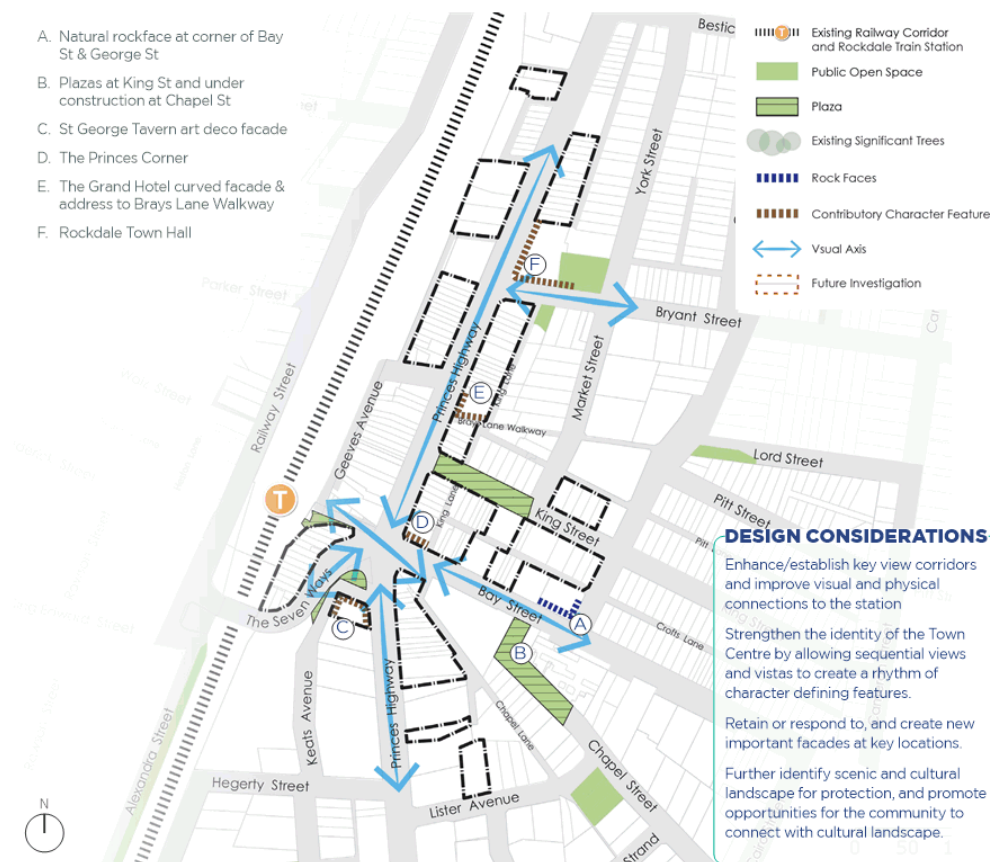 A. Natural rockface at corner of Bay
St & George St
B. Plazas at King St and under
construction at Chapel St
C. St George Tavern art deco facade
D. The Princes Corner
E. The Grand Hotel curved facade &
address to Brays Lane Walkway
F. Rockdale Town Hall
Existing Railway Corridor
and Rockdale Train Station
Public Open Space
Plaza
Existing Significant Trees
Rock Faces
Contributory Character Feature
Vsual Axis
Future Investigation
Bestic
York Street
F
Parker Street
Bryant Street
Railway Street
Princes Highway
Market Street
E
Brays Lane Walkway
Geeves Avenue
Lord Street
T
T
King Lane
D
King Street
Pitt Street
The Seven Ways
Bay Street
A
C
B
Crofts Lane
Keats Avenue
Princes Highway
Chapel Lane
Chapel Street
Alexandra Street
Hegerty Street
Lister Avenue
Strand
N
DESIGN CONSIDERATIONS
Enhance/establish key view corridors
and improve visual and physical
connections to the station
Strengthen the identity of the Town
Centre by allowing sequential views
and vistas to create a rhythm of
character defining features.
Retain or respond to, and create new
important facades at key locations.
Further identify scenic and cultural
landscape for protection, and promote
opportunities for the community to
connect with cultural landscape.
0 50 1